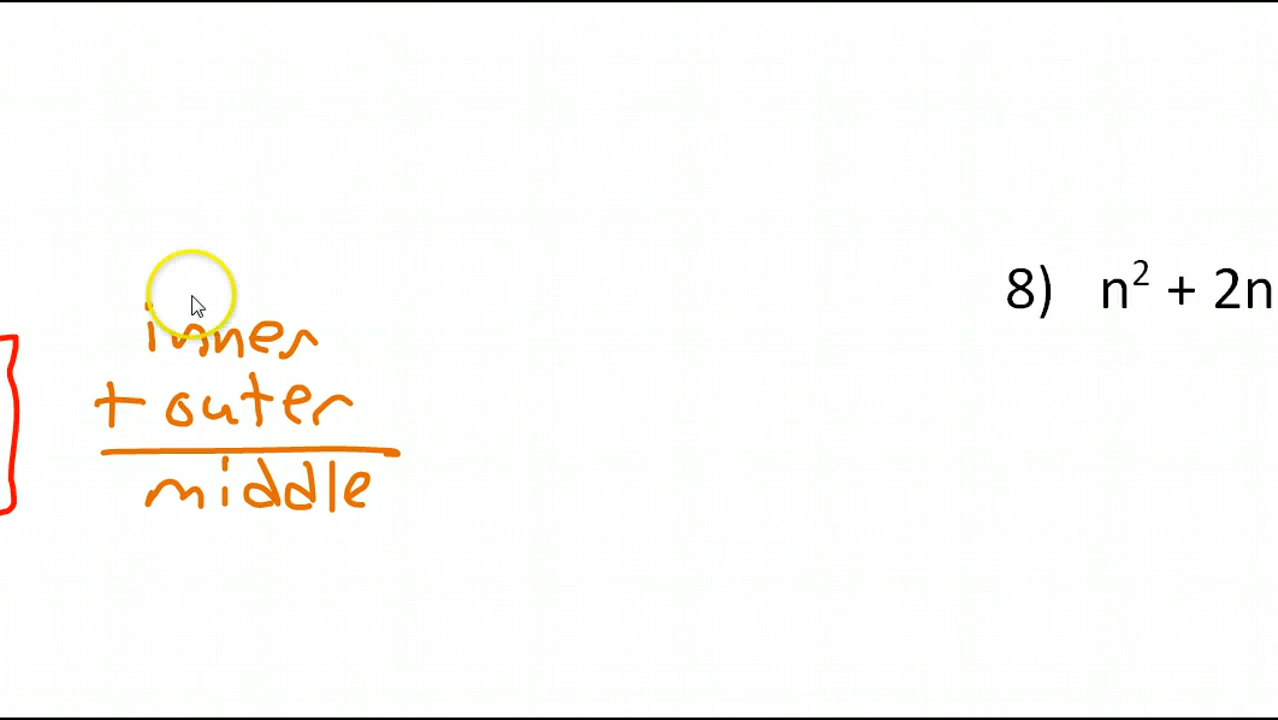 inner
+ outer
middle
8) n² + 2n